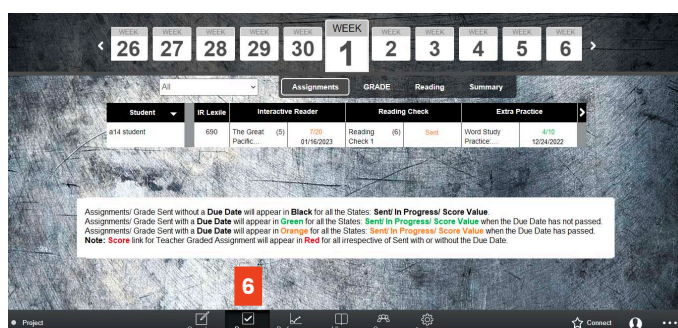 WEEK WEEK WEEK WEEK WEEK WEEK WEEK WEEK WEEK WEEK WEEK
26 27 28 29 30 1 2 3 4 5 6
All Assignments GRADE Reading Summary
Student IR Lexile Interactive Reader Reading Check Extra Practice
a14 student 690 The Great (5) 7/20 Reading (6) Sent Word Study 4/10
Pacific... 01/16/2023 Check 1 Practice:... 12/24/2022
Assignments/ Grade Sent without a Due Date will appear in Black for all the States: Sent/ In Progress/ Score Value.
Assignments/ Grade Sent with a Due Date will appear in Green for all the States: Sent/ In Progress/ Score Value when the Due Date has not passed.
Assignments/ Grade Sent with a Due Date will appear in Orange for all the States: Sent/ In Progress/ Score Value when the Due Date has passed.
Note: Score link for Teacher Graded Assignment will appear in Red for all irrespective of Sent with or without the Due Date.
6
Project Connect